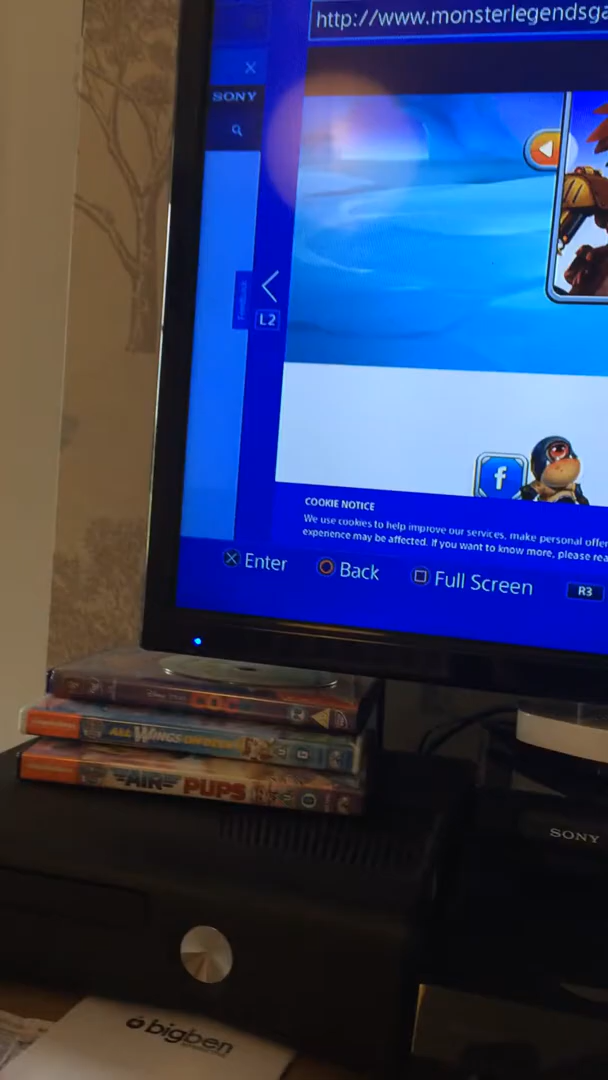 http://www.monsterlegendsga
SONY
L2
f
COOKIE NOTICE
We use cookies to help improve our services, make personal offer
experience may be affected. If you want to know more, please rea
Enter
Back
Full Screen
R3
ALL WINGS ON DECK
AIR PUPS
SONY
bigben